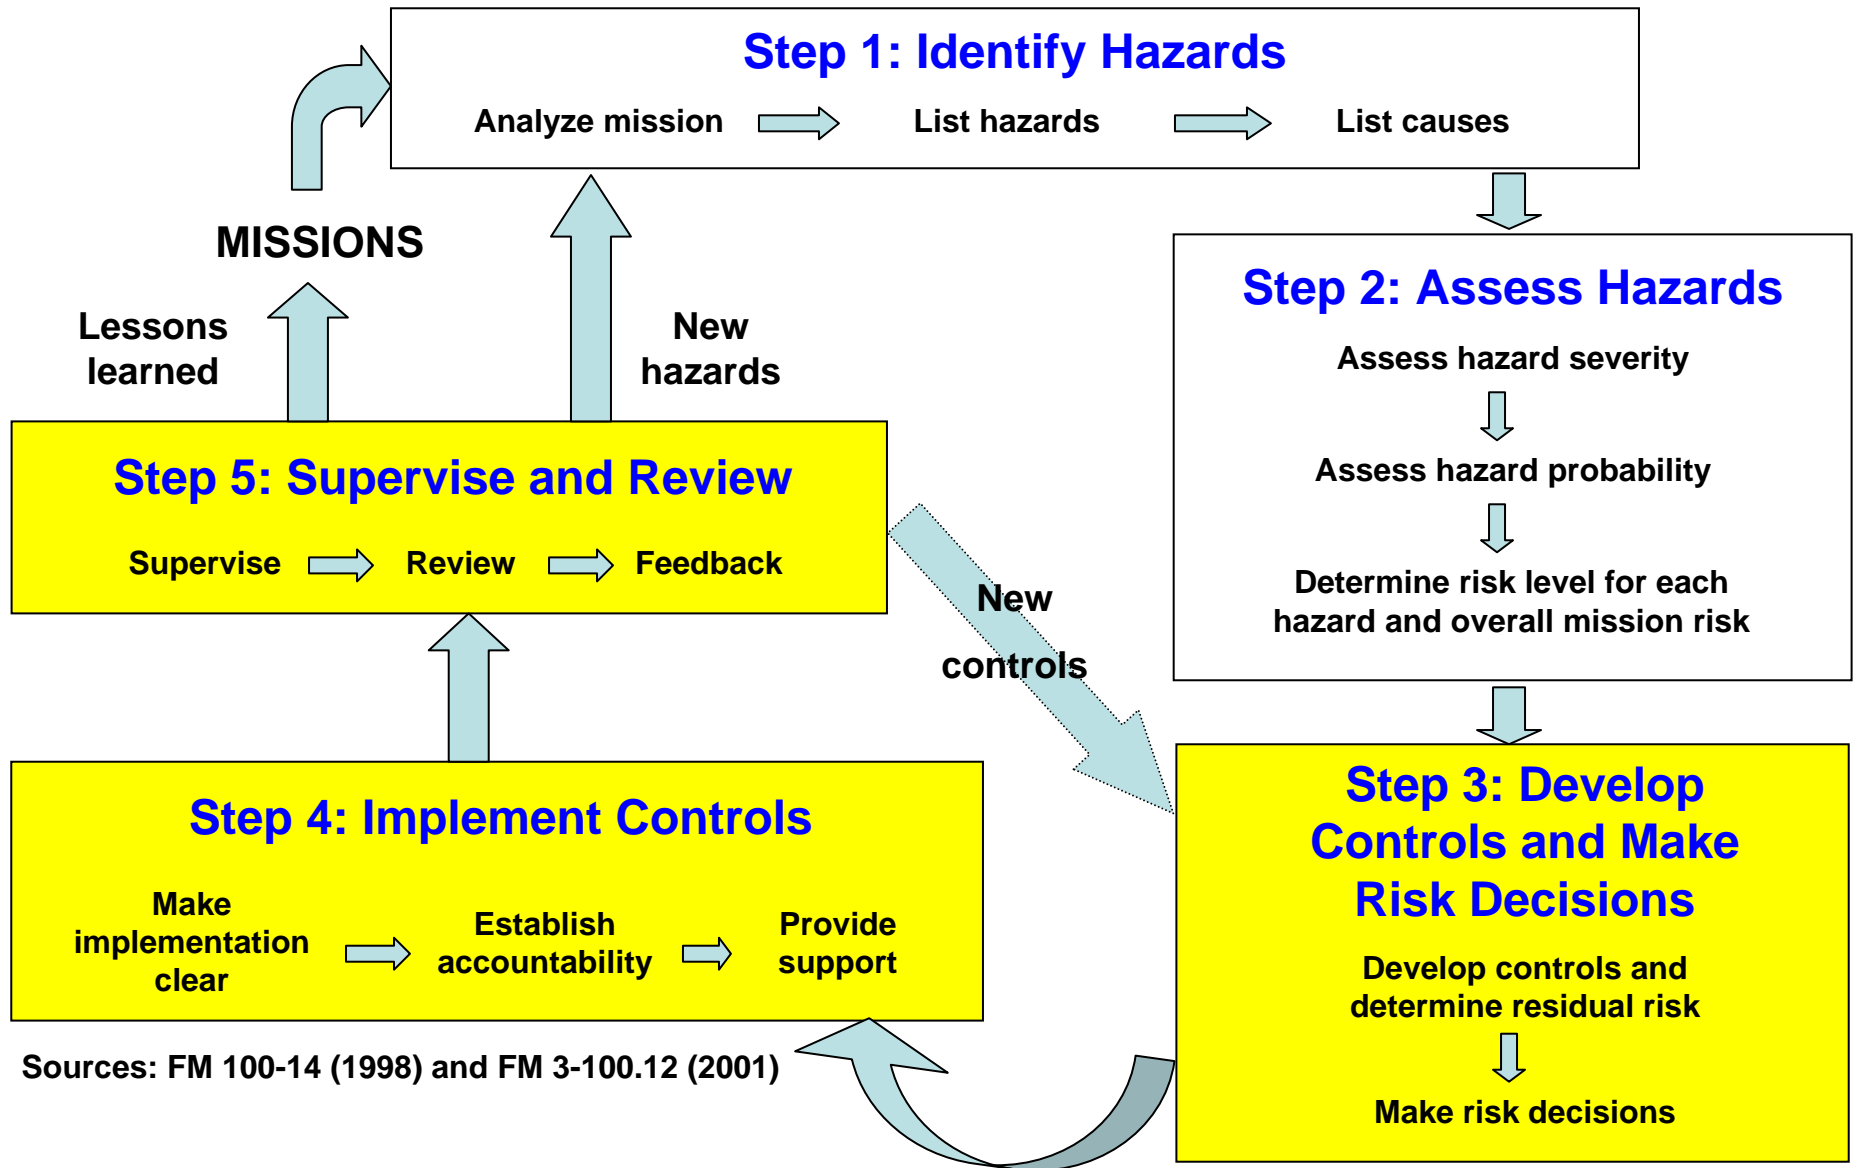 Step 1: Identify Hazards
Analyze mission
List hazards
List causes
MISSIONS
Lessons
learned
New
hazards
Step 2: Assess Hazards
Assess hazard severity
Assess hazard probability
Determine risk level for each
hazard and overall mission risk
Step 5: Supervise and Review
Supervise
Review
Feedback
New
controls
Step 3: Develop
Controls and Make
Risk Decisions
Develop controls and
determine residual risk
Make risk decisions
Step 4: Implement Controls
Make
implementation
clear
Establish
accountability
Provide
support
Sources: FM 100-14 (1998) and FM 3-100.12 (2001)